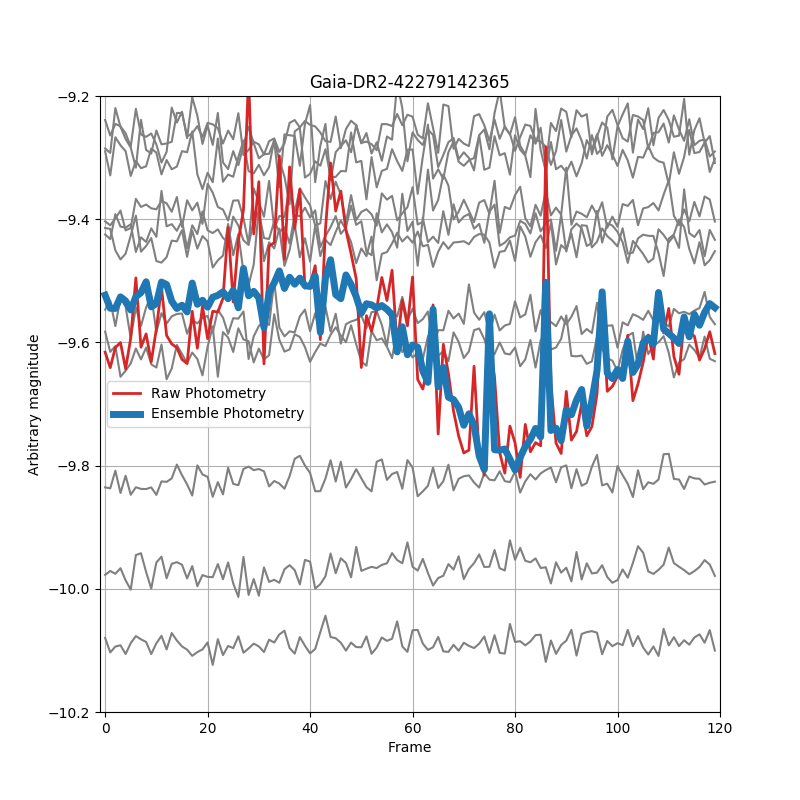 Gaia-DR2-42279142365
−9.2
−9.4
−9.6
−9.8
−10.0
−10.2
Arbitrary magnitude
Raw Photometry
Ensemble Photometry
0 20 40 60 80 100 120
Frame